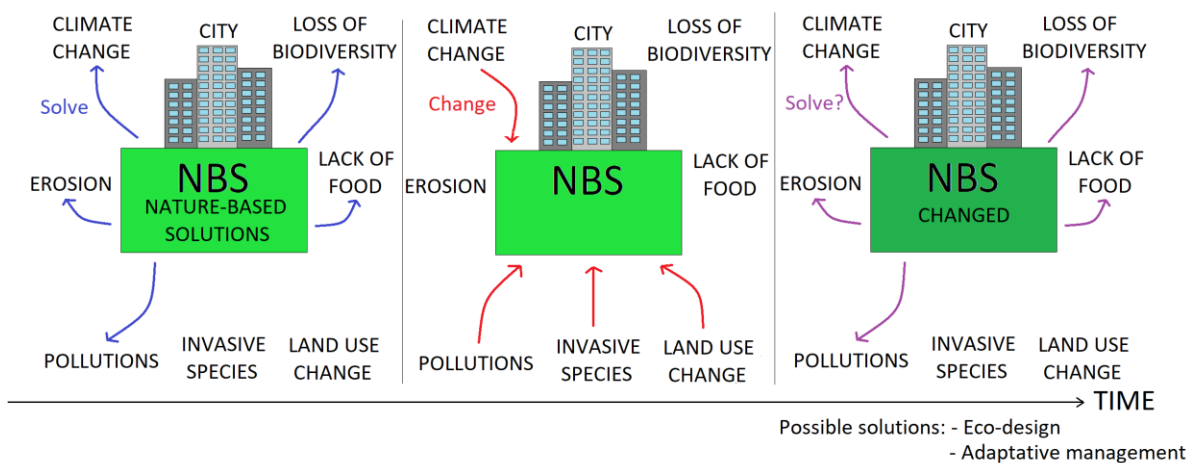 CLIMATE
CHANGE
CITY
LOSS OF
BIODIVERSITY
Solve
EROSION
NBS
NATURE-BASED
SOLUTIONS
LACK OF
FOOD
POLLUTIONS
INVASIVE
SPECIES
LAND USE
CHANGE
CLIMATE
CHANGE
CITY
LOSS OF
BIODIVERSITY
Change
EROSION
NBS
LACK OF
FOOD
POLLUTIONS
INVASIVE
SPECIES
LAND USE
CHANGE
CLIMATE
CHANGE
CITY
LOSS OF
BIODIVERSITY
Solve?
EROSION
NBS
CHANGED
LACK OF
FOOD
POLLUTIONS
INVASIVE
SPECIES
LAND USE
CHANGE
TIME
Possible solutions: - Eco-design
- Adaptative management